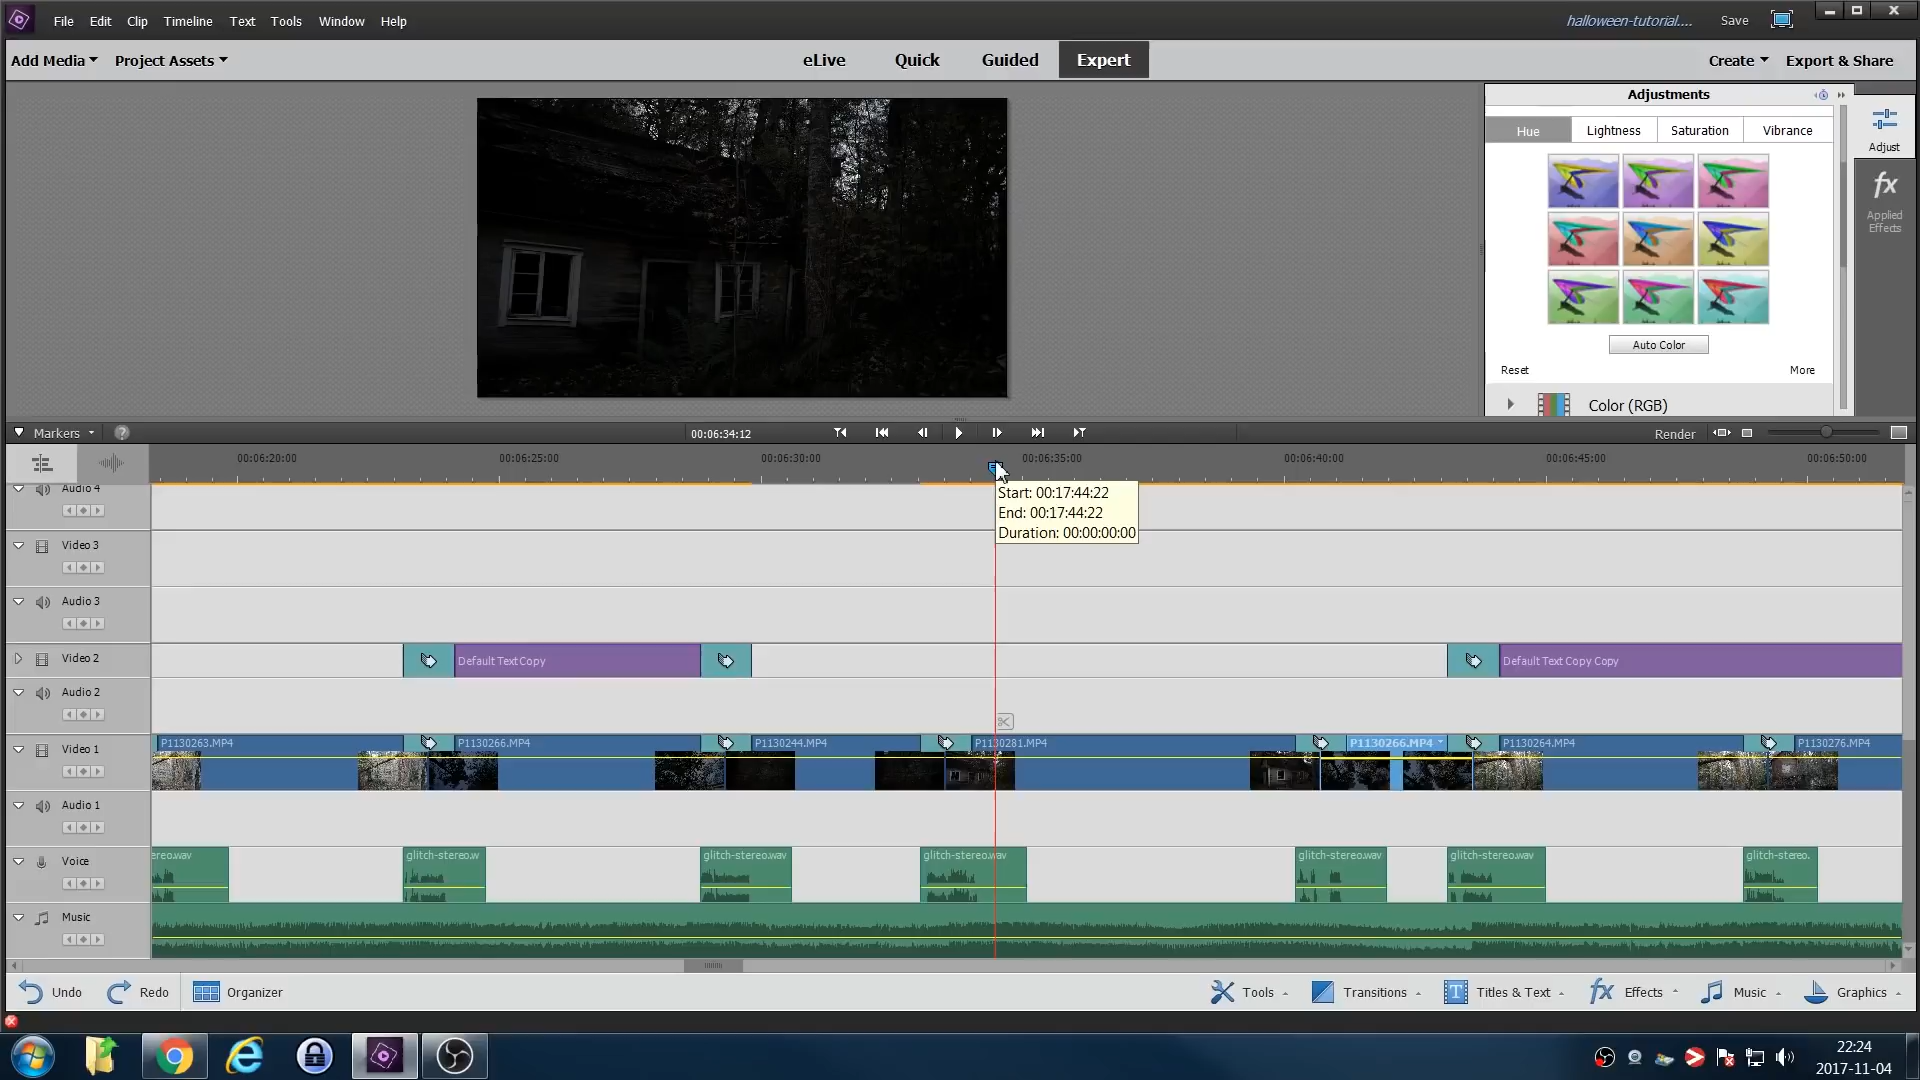 File Edit Clip Timeline Text Tools Window Help
halloween-tutorial.... Save
Add Media Project Assets
eLive Quick Guided Expert
Create Export & Share
Adjustments
Hue Lightness Saturation Vibrance
Adjust
Applied
Effects
Auto Color
Reset More
Color (RGB)
Markers
00:06:34:12
Render
00:06:20:00 00:06:25:00 00:06:30:00 00:06:35:00 00:06:40:00 00:06:45:00 00:06:50:00
Start: 00:17:44:22
End: 00:17:44:22
Duration: 00:00:00:00
Audio 4
Video 3
Audio 3
Video 2 Default Text Copy Default Text Copy Copy
Audio 2
Video 1 P1130263.MP4 P1130266.MP4 P1130244.MP4 P1130281.MP4 P1130266.MP4 P1130264.MP4 P1130276.MP4
Audio 1
Voice ereo.wav glitch-stereo.w glitch-stereo.wav glitch-stereo.wav glitch-stereo.wav glitch-stereo.wav glitch-stereo.
Music
Undo Redo Organizer
Tools Transitions Titles & Text fx Effects Music Graphics
22:24
2017-11-04